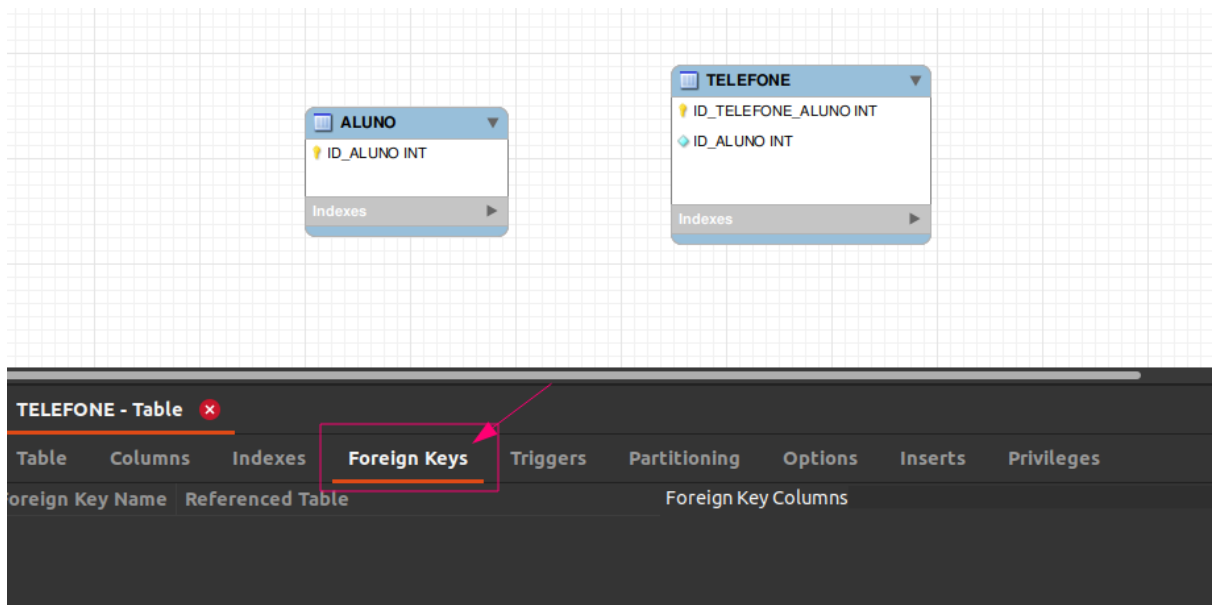 ALUNO
ID_ALUNO INT
Indexes
TELEFONE
ID_TELEFONE_ALUNO INT
ID_ALUNO INT
Indexes
TELEFONE - Table
Table Columns Indexes Foreign Keys Triggers Partitioning Options Inserts Privileges
Foreign Key Name Referenced Table Foreign Key Columns